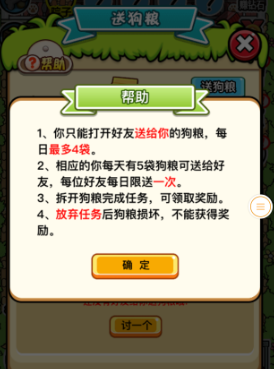 送狗粮
帮助
送狗粮
帮助
1、你只能打开好友送给你的狗粮，每
日最多4袋。
2、相应的你每天有5袋狗粮可送给好
友，每位好友每日限送一次。
3、拆开狗粮完成任务，可领取奖励。
4、放弃任务后狗粮损坏，不能获得奖
励。
确 定
讨一个